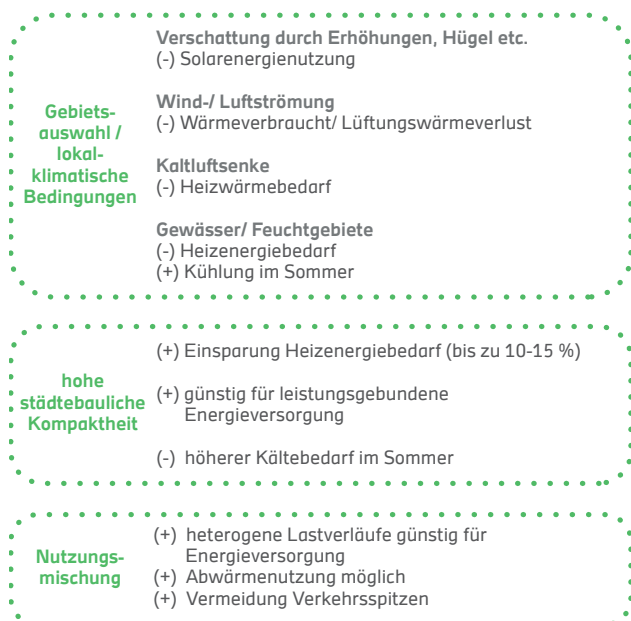 Verschattung durch Erhöhungen, Hügel etc.
(-) Solarenergienutzung
Wind-/ Luftströmung
(-) Wärmeverbraucht/ Lüftungswärmeverlust
Gebiets-
auswahl /
lokal-
klimatische
Bedingungen
Kaltluftsenke
(-) Heizwärmebedarf
Gewässer/ Feuchtgebiete
(-) Heizenergiebedarf
(+) Kühlung im Sommer
hohe
städtebauliche
Kompaktheit
(+) Einsparung Heizenergiebedarf (bis zu 10-15 %)
(+) günstig für leistungsgebundene
Energieversorgung
(-) höherer Kältebedarf im Sommer
Nutzungs-
mischung
(+) heterogene Lastverläufe günstig für
Energieversorgung
(+) Abwärmenutzung möglich
(+) Vermeidung Verkehrsspitzen